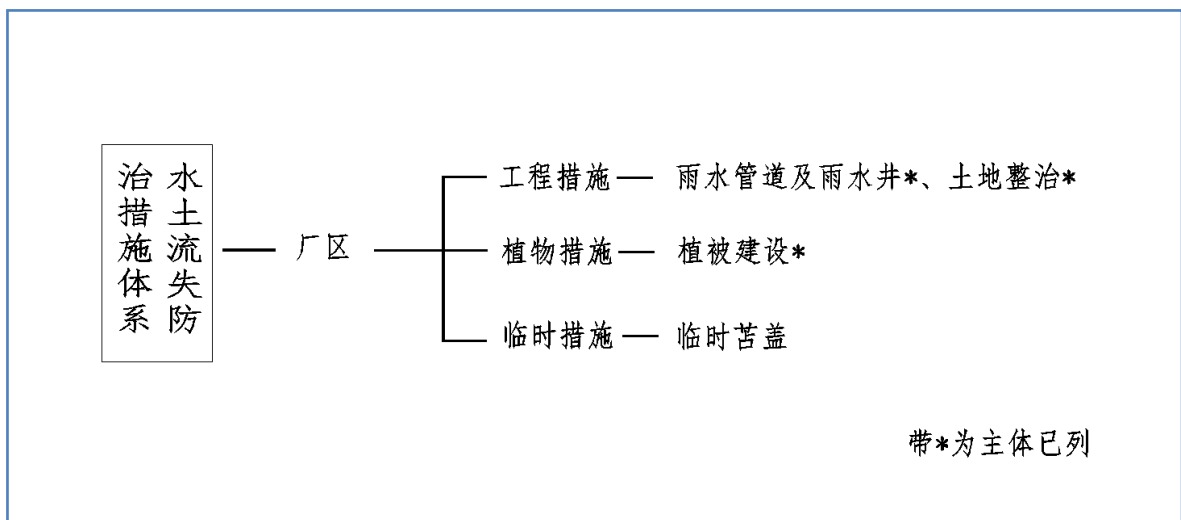 水土流失防
治措施体系
厂区
工程措施
雨水管道及雨水井*、土地整治*
植物措施
植被建设*
临时措施
临时苫盖
带*为主体已列